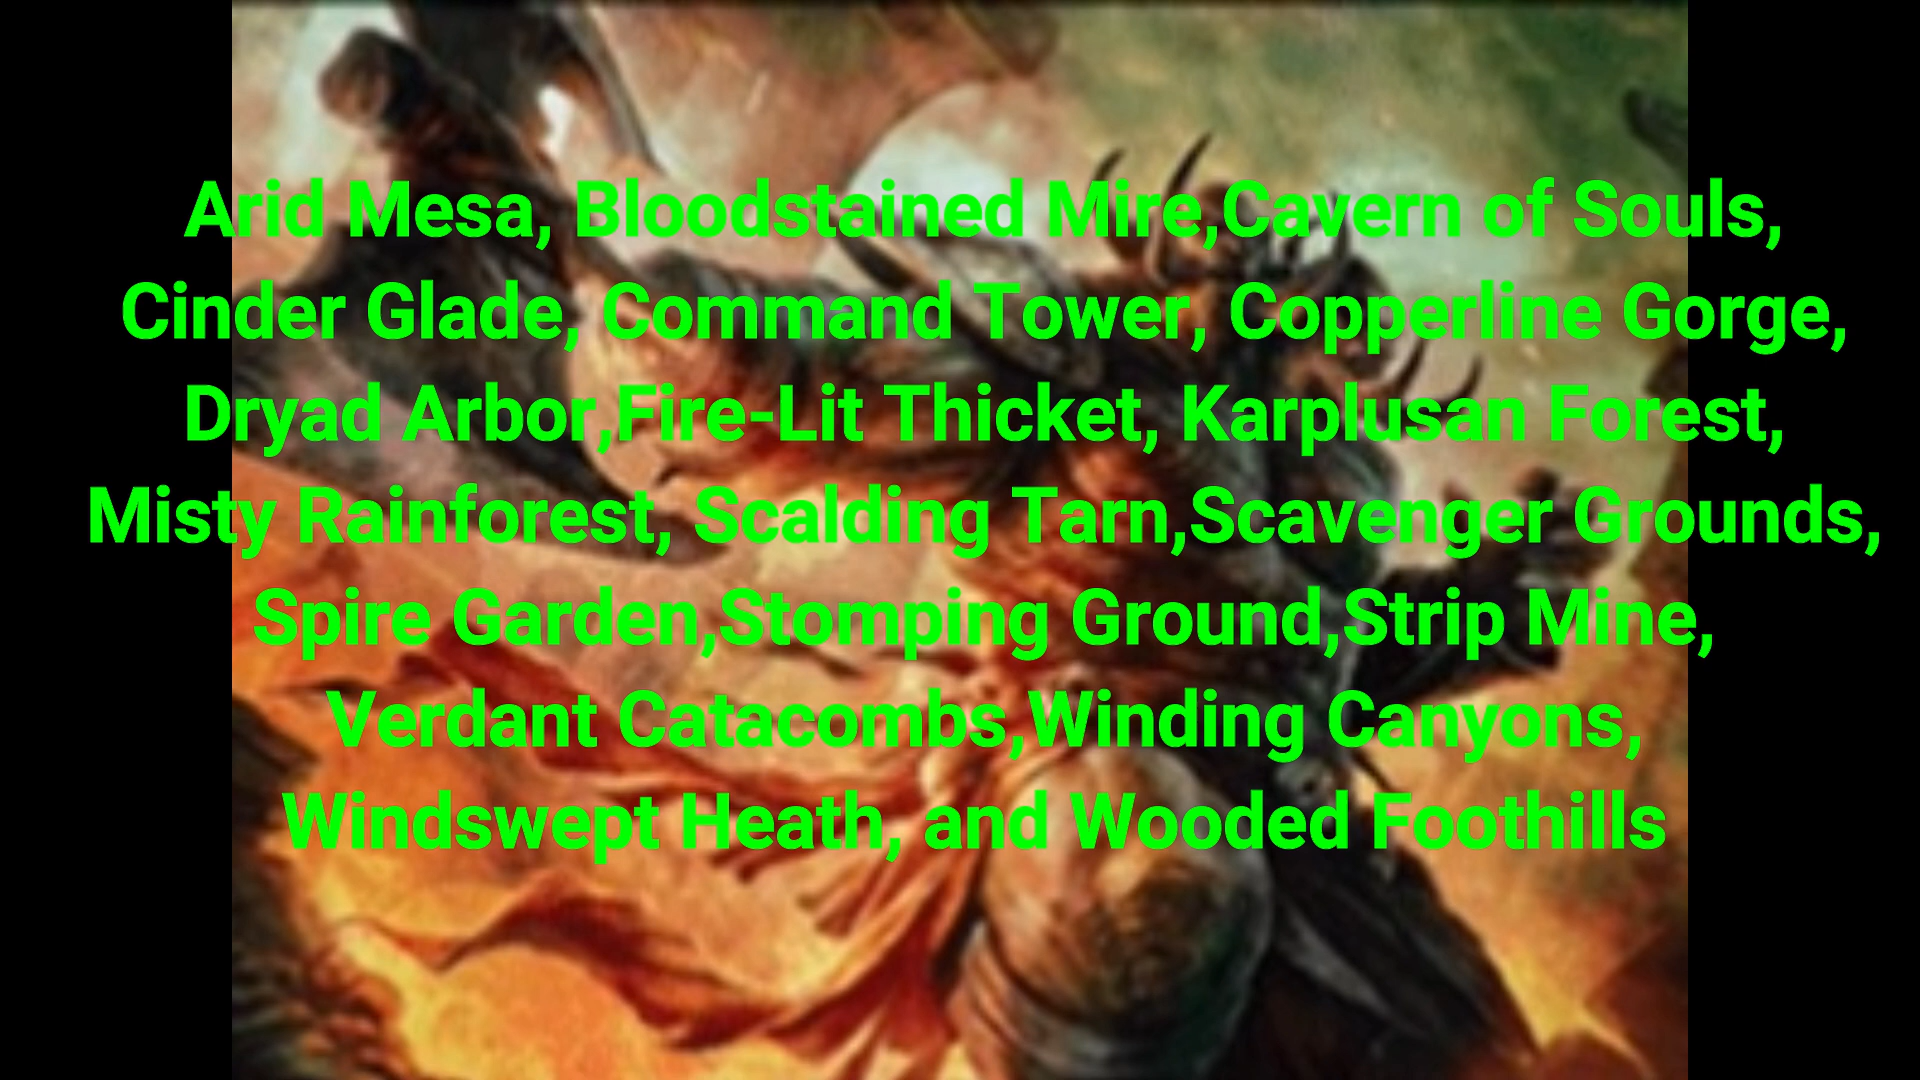 Arid Mesa, Bloodstained Mire,Cavern of Souls,
Cinder Glade, Command Tower, Copperline Gorge,
Dryad Arbor,Fire-Lit Thicket, Karplusan Forest,
Misty Rainforest, Scalding Tarn,Scavenger Grounds,
Spire Garden,Stomping Ground,Strip Mine,
Verdant Catacombs,Winding Canyons,
Windswept Heath, and Wooded Foothills